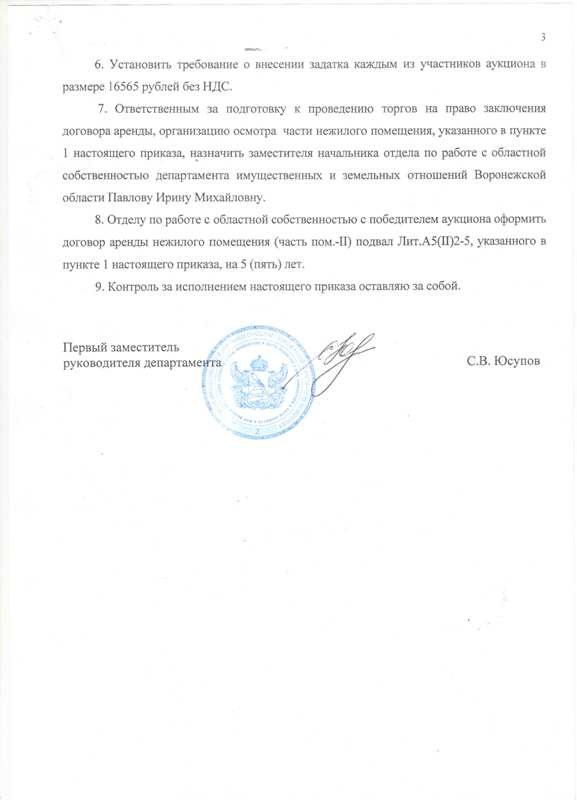 3
6. Установить требование о внесении задатка каждым из участников аукциона в
размере 16565 рублей без НДС.
7. Ответственным за подготовку к проведению торгов на право заключения
договора аренды, организацию осмотра части нежилого помещения, указанного в пункте
1 настоящего приказа, назначить заместителя начальника отдела по работе с областной
собственностью департамента имущественных и земельных отношений Воронежской
области Павлову Ирину Михайловну.
8. Отделу по работе с областной собственностью с победителем аукциона оформить
договор аренды нежилого помещения (часть пом.-II) подвал Лит.А5(II)2-5, указанного в
пункте 1 настоящего приказа, на 5 (пять) лет.
9. Контроль за исполнением настоящего приказа оставляю за собой.
Первый заместитель
руководителя департамента
С.В. Юсупов
2